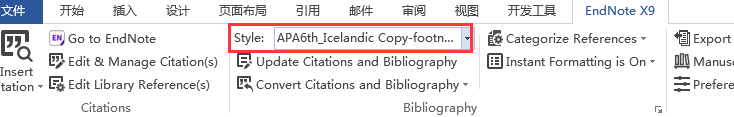 文件 开始 插入 设计 页面布局 引用 邮件 审阅 视图 开发工具 EndNote X9
Go to EndNote Style: APA6th_Icelandic Copy-footn... Categorize References Export
Insert Edit & Manage Citation(s) Update Citations and Bibliography Instant Formatting is On
Edit Library Reference(s) Convert Citations and Bibliography
Citations Bibliography